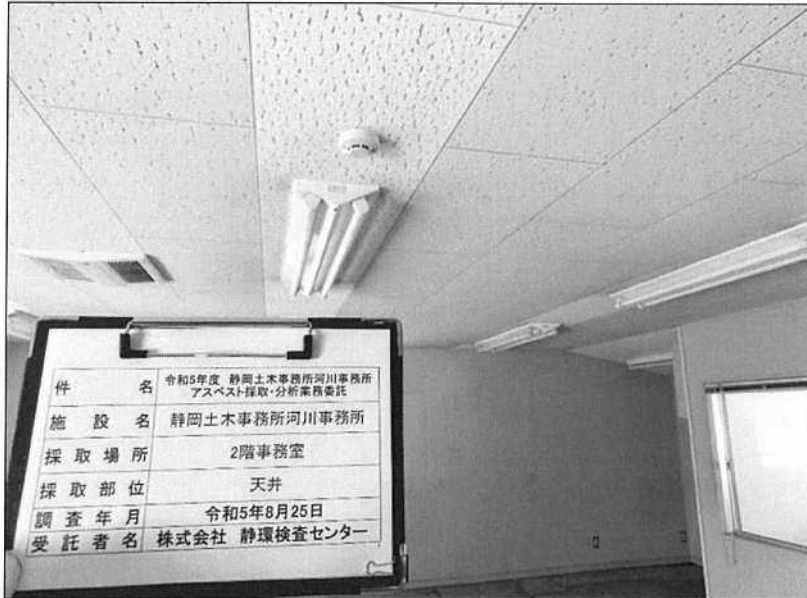 件名 令和5年度 静岡土木事務所河川事務所
アスベスト採取・分析業務委託
施設名 静岡土木事務所河川事務所
採取場所 2階事務室
採取部位 天井
調査年月 令和5年8月25日
受託者名 株式会社 静環検査センター